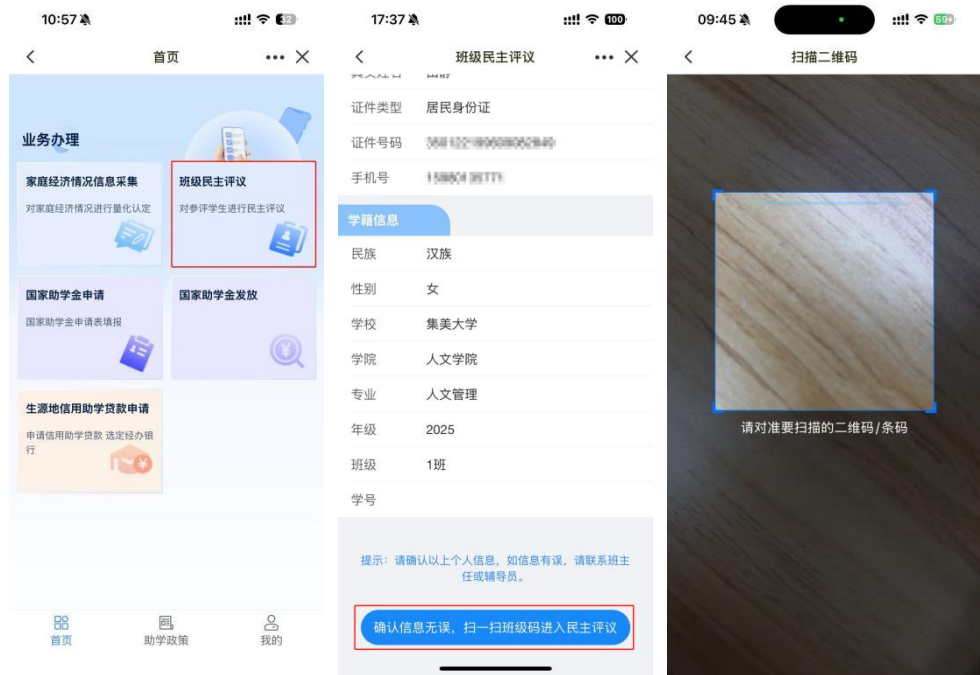 10:57
32
首页
业务办理
家庭经济情况信息采集
对家庭经济情况进行量化认定
班级民主评议
对参评学生进行民主评议
国家助学金申请
国家助学金申请表填报
国家助学金发放
生源地信用助学贷款申请
申请信用助学贷款 选定经办银
行
首页
助学政策
我的
17:37
100
班级民主评议
证件类型 居民身份证
证件号码
手机号
学籍信息
民族 汉族
性别 女
学校 集美大学
学院 人文学院
专业 人文管理
年级 2025
班级 1班
学号
提示：请确认以上个人信息，如信息有误，请联系班主
任或辅导员。
确认信息无误，扫一扫班级码进入民主评议
09:45
59
扫描二维码
请对准要扫描的二维码/条码